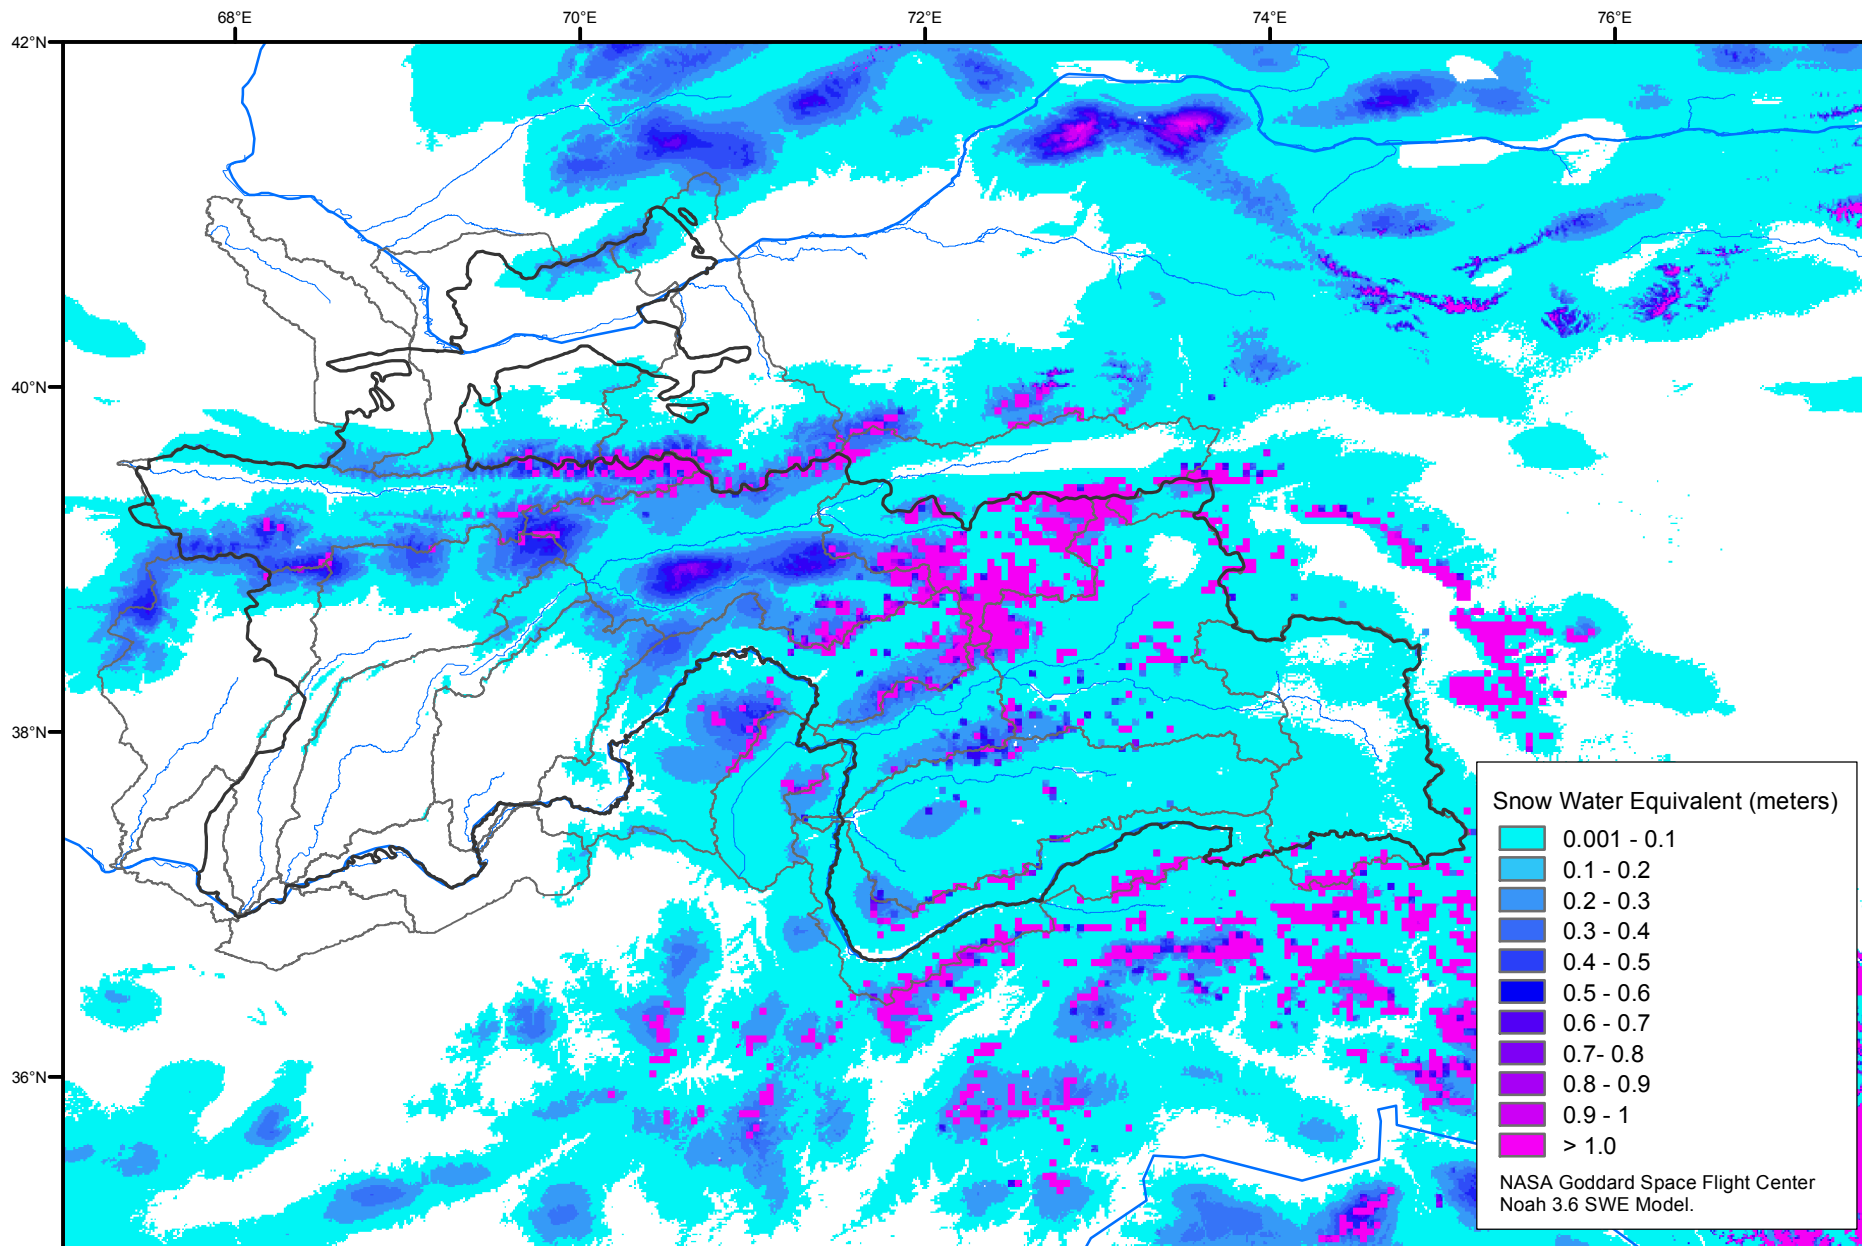 68°E 70°E 72°E 74°E 76°E
42°N
40°N
38°N
36°N
Snow Water Equivalent (meters)
0.001 - 0.1
0.1 - 0.2
0.2 - 0.3
0.3 - 0.4
0.4 - 0.5
0.5 - 0.6
0.6 - 0.7
0.7- 0.8
0.8 - 0.9
0.9 - 1
> 1.0
NASA Goddard Space Flight Center
Noah 3.6 SWE Model.